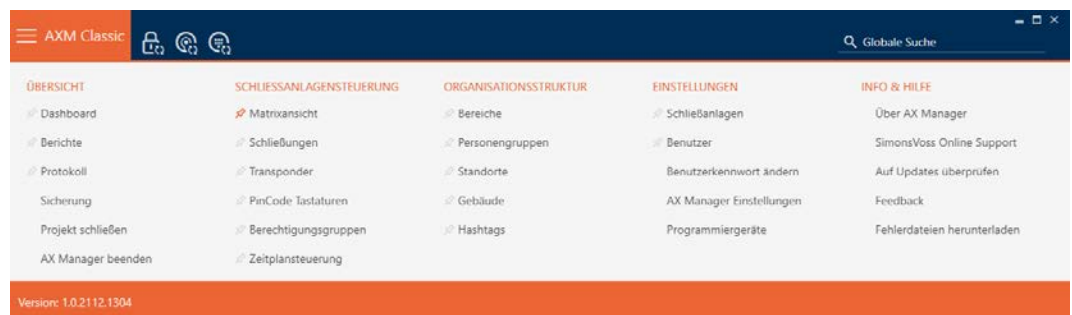 AXM Classic
Globale Suche
ÜBERSICHT
Dashboard
Berichte
Protokoll
Sicherung
Projekt schließen
AX Manager beenden
SCHLIESSANLAGENSTEUERUNG
Matrixansicht
Schließungen
Transponder
PinCode Tastaturen
Berechtigungsgruppen
Zeitplansteuerung
ORGANISATIONSSTRUKTUR
Bereiche
Personengruppen
Standorte
Gebäude
Hashtags
EINSTELLUNGEN
Schließanlagen
Benutzer
Benutzerkennwort ändern
AX Manager Einstellungen
Programmiergeräte
INFO & HILFE
Über AX Manager
SimonsVoss Online Support
Auf Updates überprüfen
Feedback
Fehlerdateien herunterladen
Version: 1.0.2112.1304